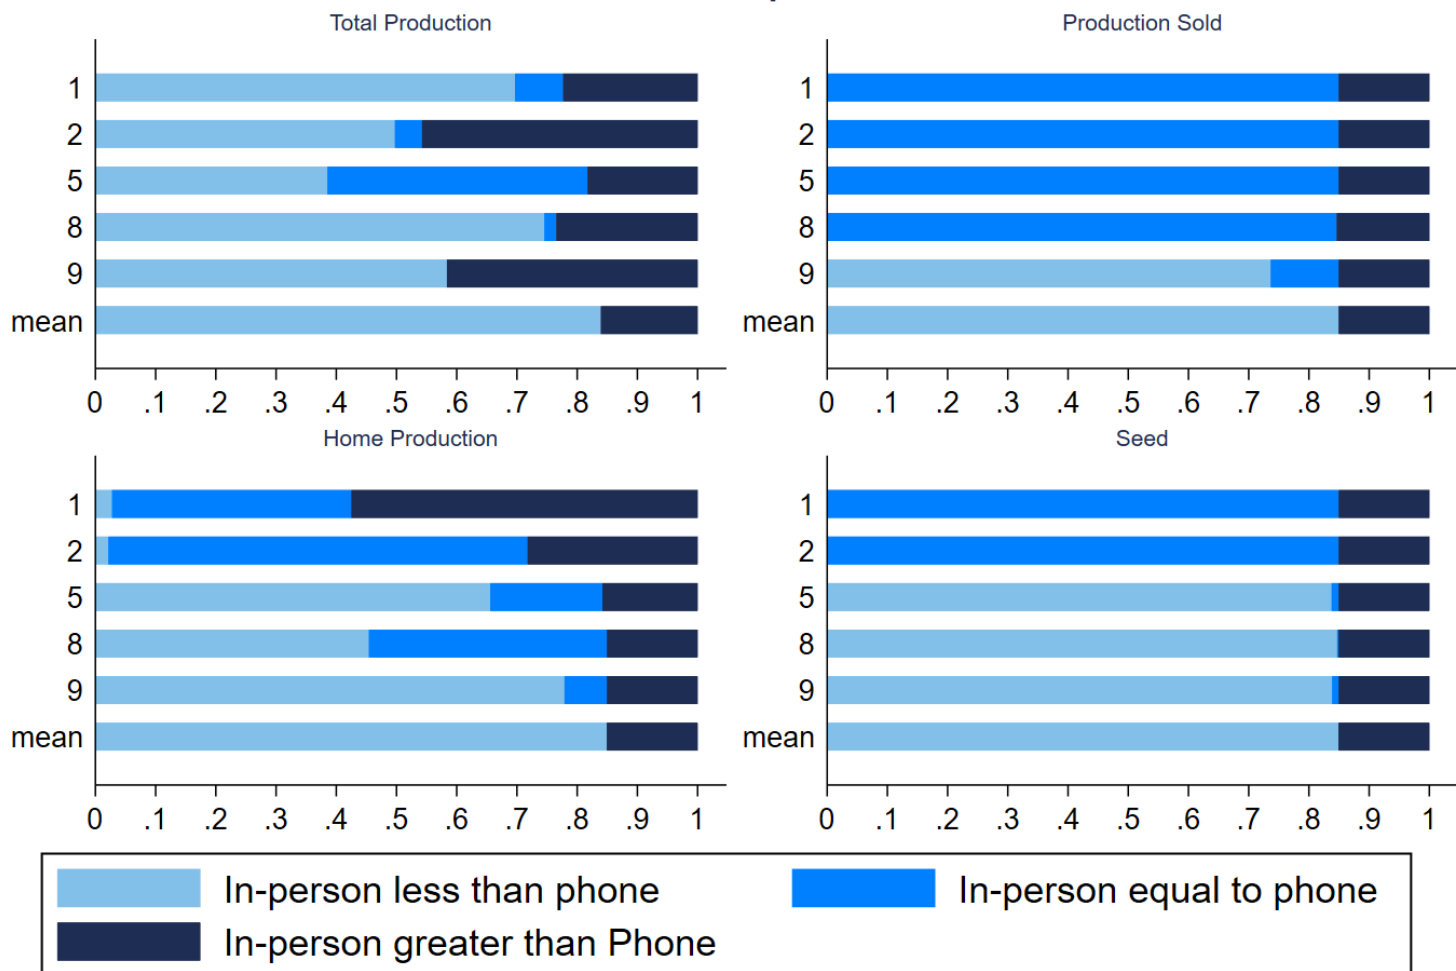 Total Production
1
2
5
8
9
mean
0 .1 .2 .3 .4 .5 .6 .7 .8 .9 1
Production Sold
1
2
5
8
9
mean
0 .1 .2 .3 .4 .5 .6 .7 .8 .9 1
Home Production
1
2
5
8
9
mean
0 .1 .2 .3 .4 .5 .6 .7 .8 .9 1
Seed
1
2
5
8
9
mean
0 .1 .2 .3 .4 .5 .6 .7 .8 .9 1
In-person less than phone
In-person equal to phone
In-person greater than Phone